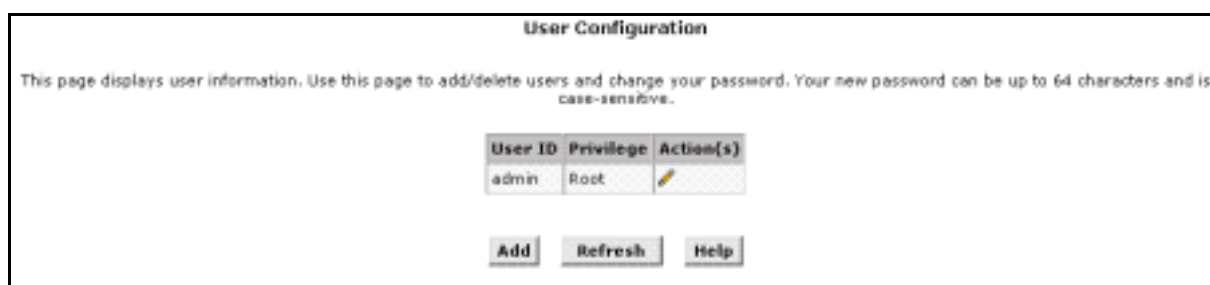 User Configuration
This page displays user information. Use this page to add/delete users and change your password. Your new password can be up to 64 characters and is
case-sensitive.
User ID Privilege Action(s)
admin Root
Add Refresh Help